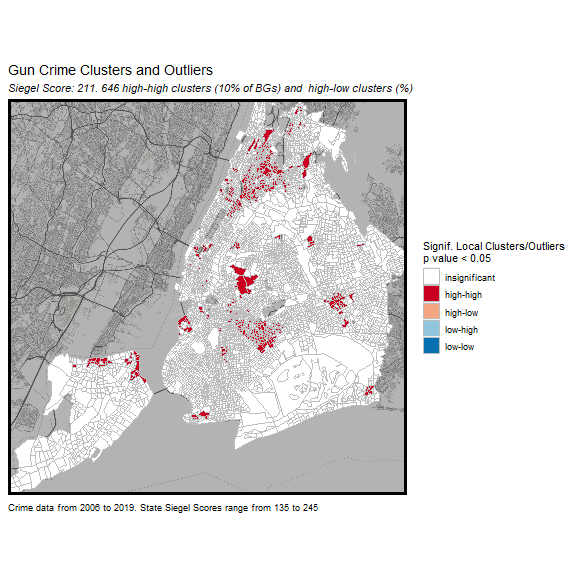 Gun Crime Clusters and Outliers
Siegel Score: 211. 646 high-high clusters (10% of BGs) and  high-low clusters (%)
Signif. Local Clusters/Outliers
p value < 0.05
insignificant
high-high
high-low
low-high
low-low
Crime data from 2006 to 2019. State Siegel Scores range from 135 to 245